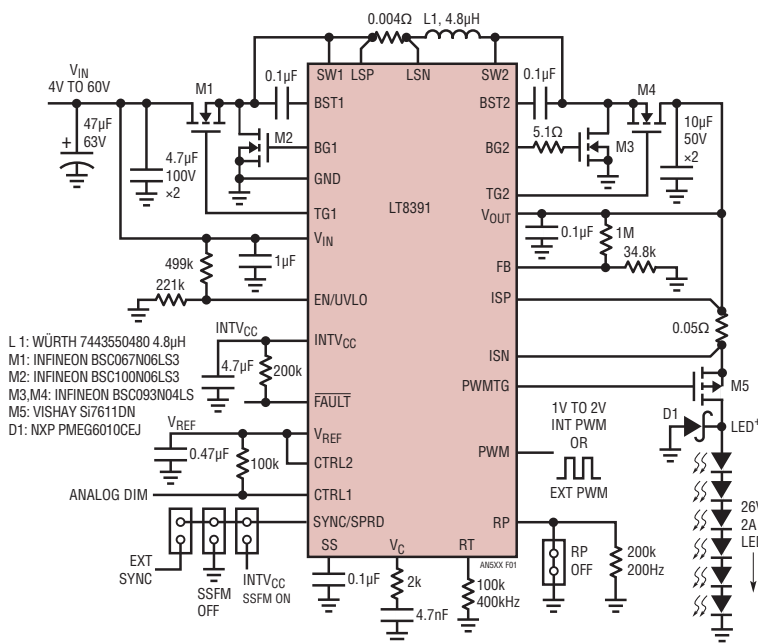 0.004Ω L1, 4.8µH
SW1 LSP LSN SW2
V_IN
4V TO 60V
M1
0.1µF
BST1
BST2
0.1µF
M4
47µF
63V
+
4.7µF
100V
×2
M2
BG1
BG2
5.1Ω
M3
10µF
50V
×2
GND
TG1
TG2
LT8391
V_OUT
V_IN
0.1µF
1M
34.8k
FB
499k
1µF
221k
EN/UVLO
ISP
0.05Ω
ISN
INTV_CC
INTV_CC
4.7µF
200k
FAULT
PWMTG
M5
L 1: WÜRTH 7443550480 4.8µH
M1: INFINEON BSC067N06LS3
M2: INFINEON BSC100N06LS3
M3,M4: INFINEON BSC093N04LS
M5: VISHAY Si7611DN
D1: NXP PMEG6010CEJ
D1
LED+
V_REF
V_REF
0.47µF
100k
CTRL2
PWM
1V TO 2V
INT PWM
OR
EXT PWM
ANALOG DIM
CTRL1
SYNC/SPRD
RP
EXT
SYNC
SSFM
OFF
INTV_CC
SSFM ON
SS
V_C
RT
AN5XX F01
0.1µF
2k
4.7nF
100k
400kHz
RP
OFF
200k
200Hz
2A